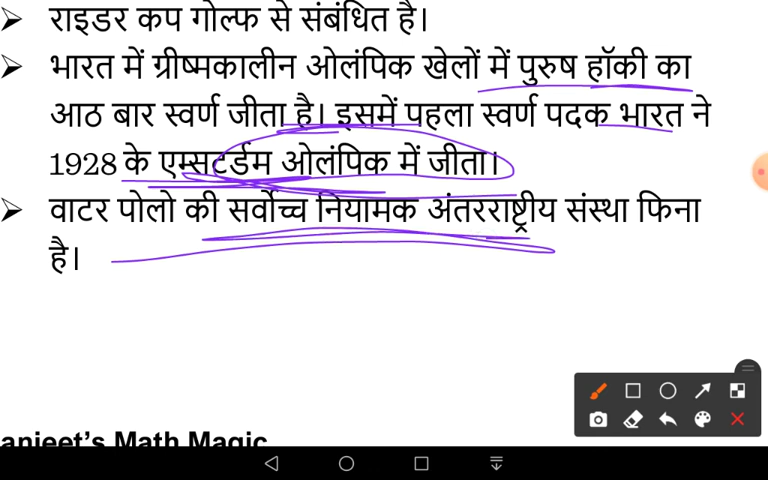 ➢ राइडर कप गोल्फ से संबंधित है।
➢ भारत में ग्रीष्मकालीन ओलंपिक खेलों में पुरुष हॉकी का
आठ बार स्वर्ण जीता है। इसमें पहला स्वर्ण पदक भारत ने
1928 के एम्सटर्डम ओलंपिक में जीता।
➢ वाटर पोलो की सर्वोच्च नियामक अंतरराष्ट्रीय संस्था फिना
है।
anjeet's Math Magic